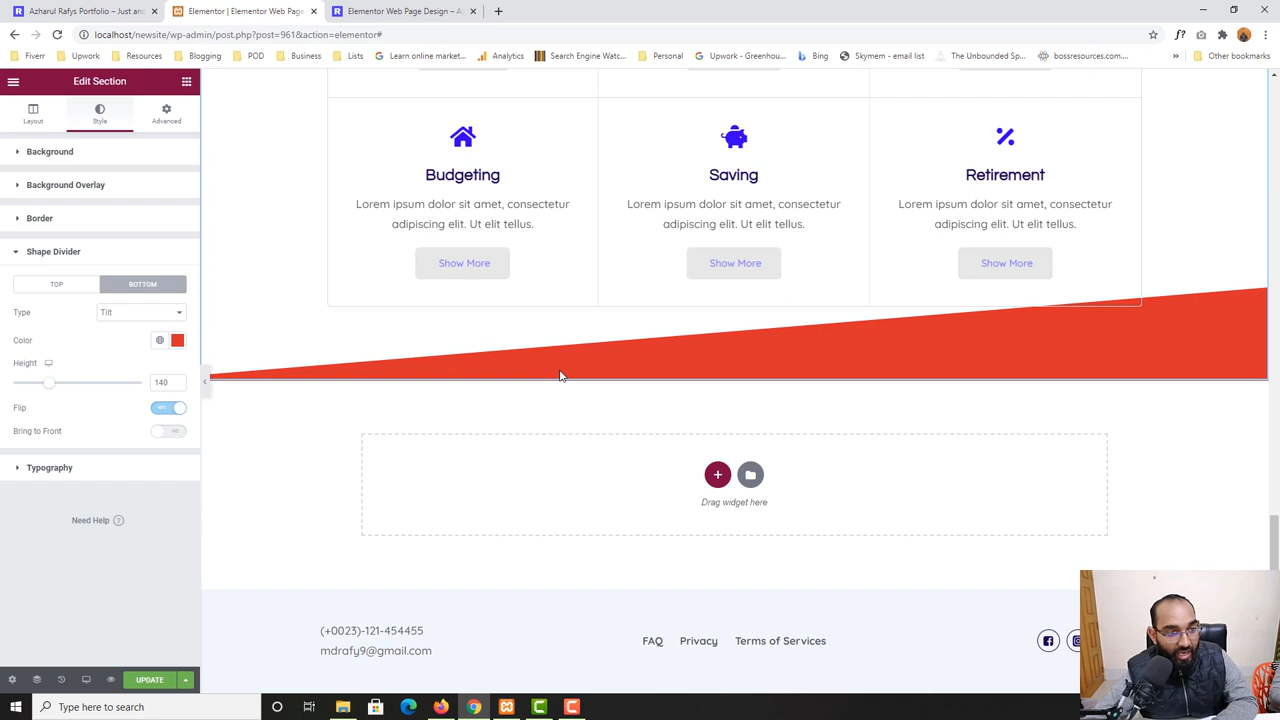 Azharul Rafys Portfolio – Just and
Elementor | Elementor Web Page
Elementor Web Page Design – Az
localhost/newsite/wp-admin/post.php?post=961&action=elementor#
Fiverr
Upwork
Resources
Blogging
POD
Business
Lists
Learn online market...
Analytics
Search Engine Watc...
Personal
Upwork - Greenhou...
Bing
Skymem - email list
The Unbounded Sp...
bossresources.com...
Other bookmarks
Edit Section
Layout
Style
Advanced
Background
Background Overlay
Border
Shape Divider
TOP
BOTTOM
Type
Tilt
Color
Height
140
Flip
YES
Bring to Front
NO
Typography
Need Help ?
UPDATE
Budgeting
Lorem ipsum dolor sit amet, consectetur
adipiscing elit. Ut elit tellus.
Show More
Saving
Lorem ipsum dolor sit amet, consectetur
adipiscing elit. Ut elit tellus.
Show More
Retirement
Lorem ipsum dolor sit amet, consectetur
adipiscing elit. Ut elit tellus.
Show More
Drag widget here
(+0023)-121-454455
mdrafy9@gmail.com
FAQ
Privacy
Terms of Services
Type here to search